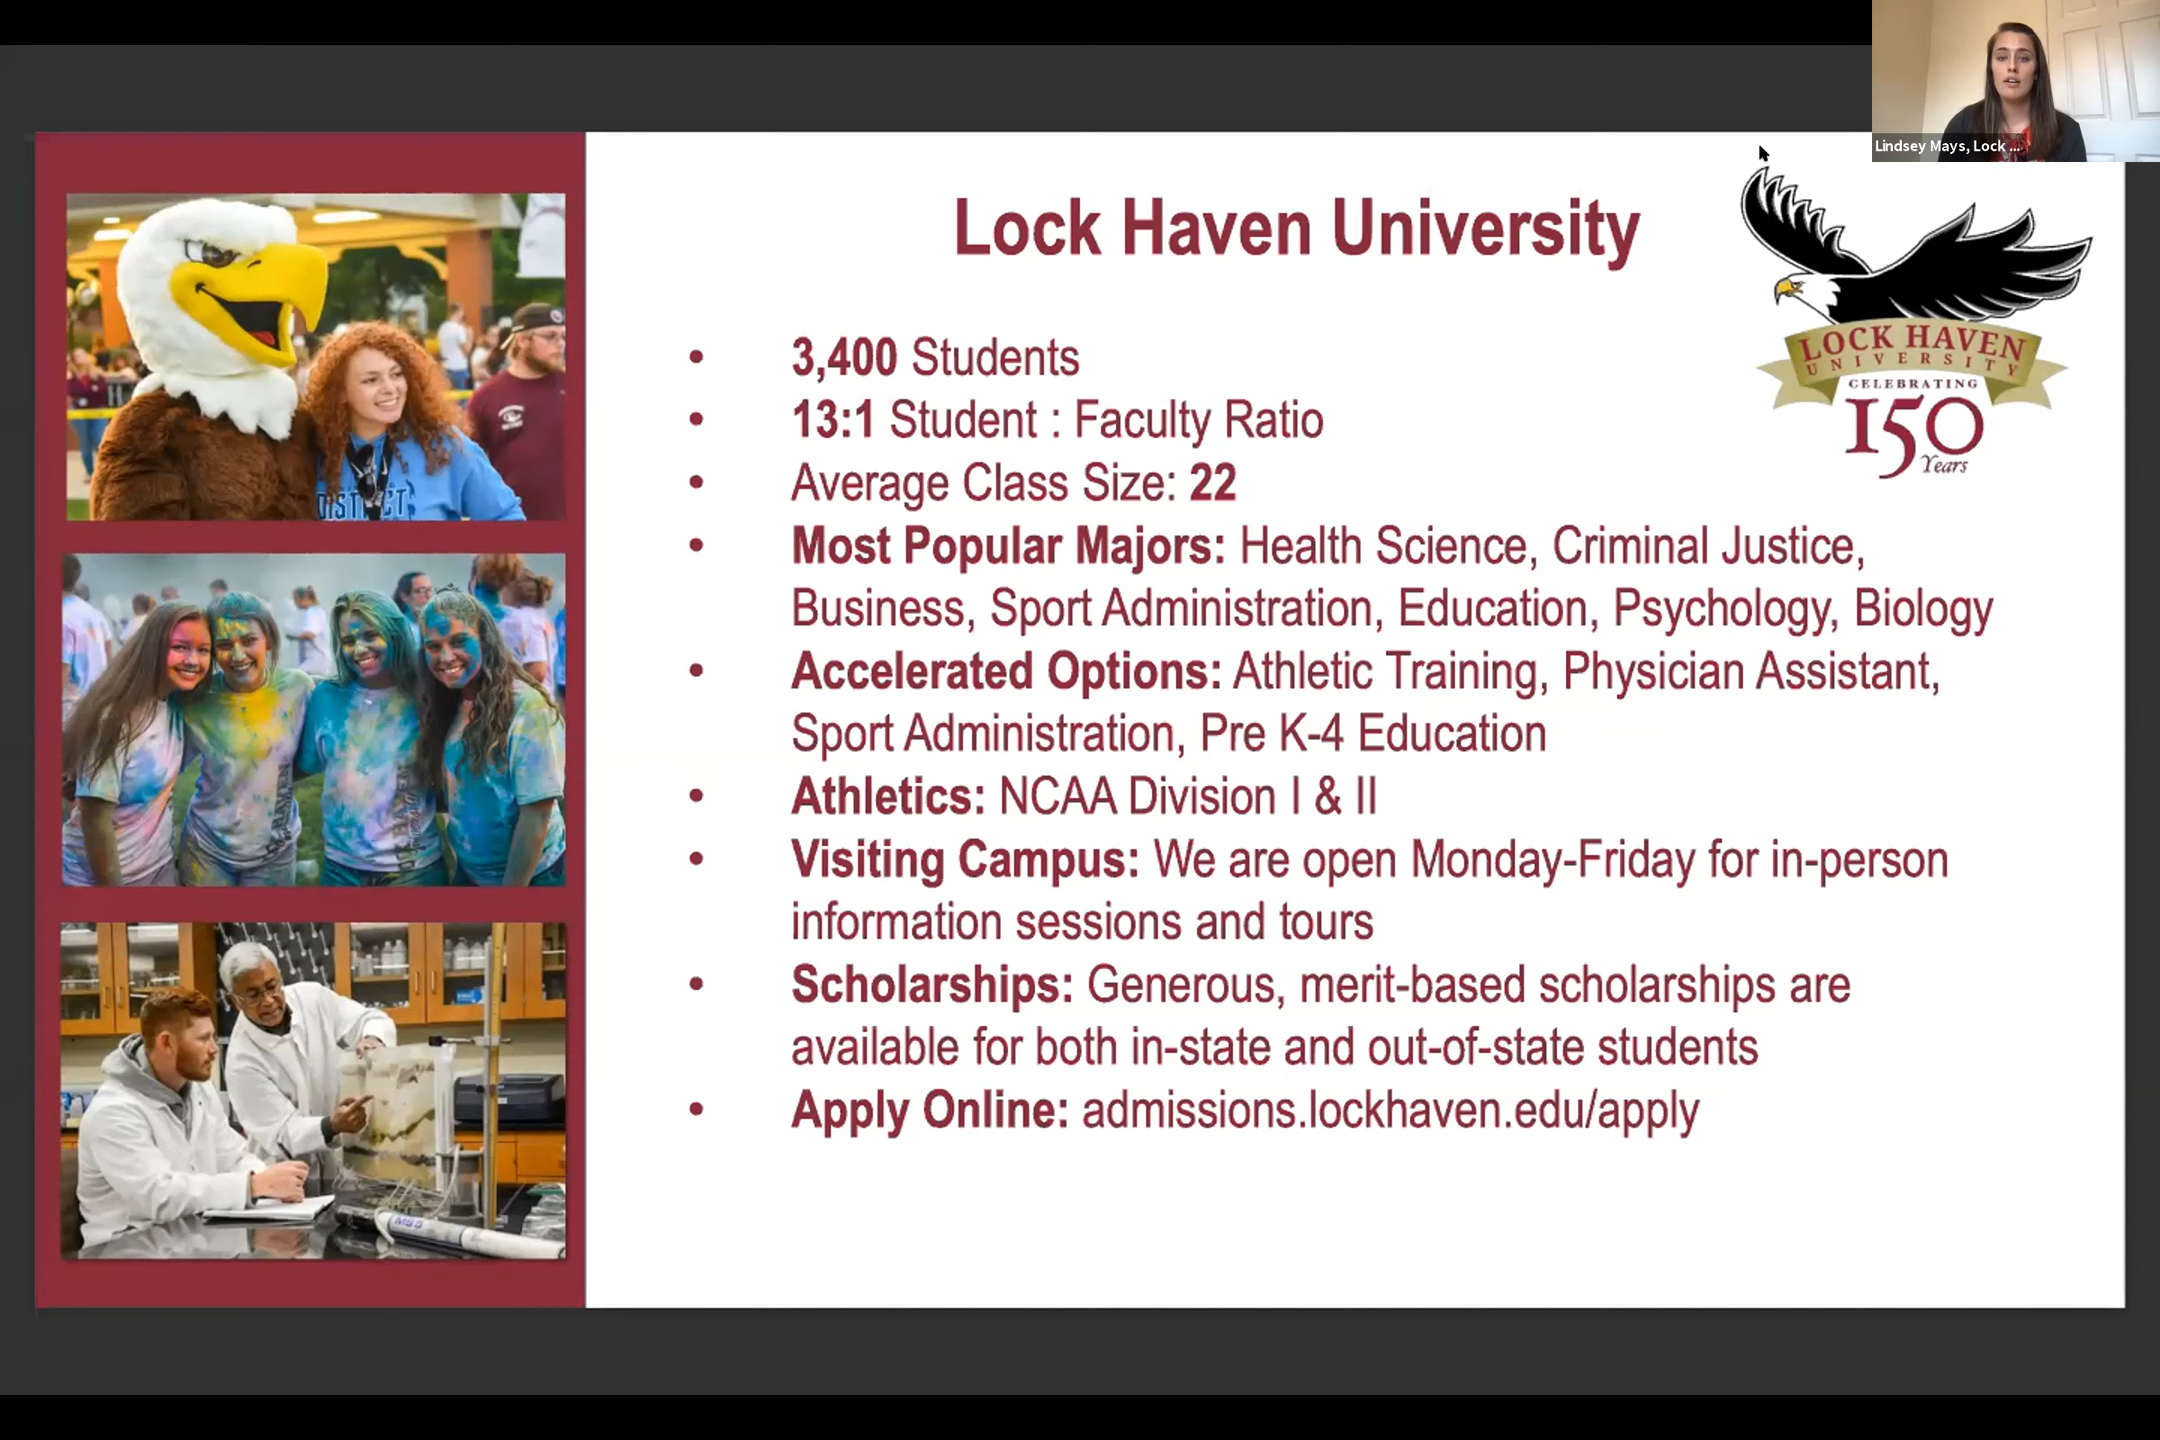 Lindsey Mays, Lock ...
Lock Haven University
LOCK HAVEN
UNIVERSITY
CELEBRATING
150
Years
• 3,400 Students
• 13:1 Student : Faculty Ratio
• Average Class Size: 22
• Most Popular Majors: Health Science, Criminal Justice,
Business, Sport Administration, Education, Psychology, Biology
• Accelerated Options: Athletic Training, Physician Assistant,
Sport Administration, Pre K-4 Education
• Athletics: NCAA Division I & II
• Visiting Campus: We are open Monday-Friday for in-person
information sessions and tours
• Scholarships: Generous, merit-based scholarships are
available for both in-state and out-of-state students
• Apply Online: admissions.lockhaven.edu/apply